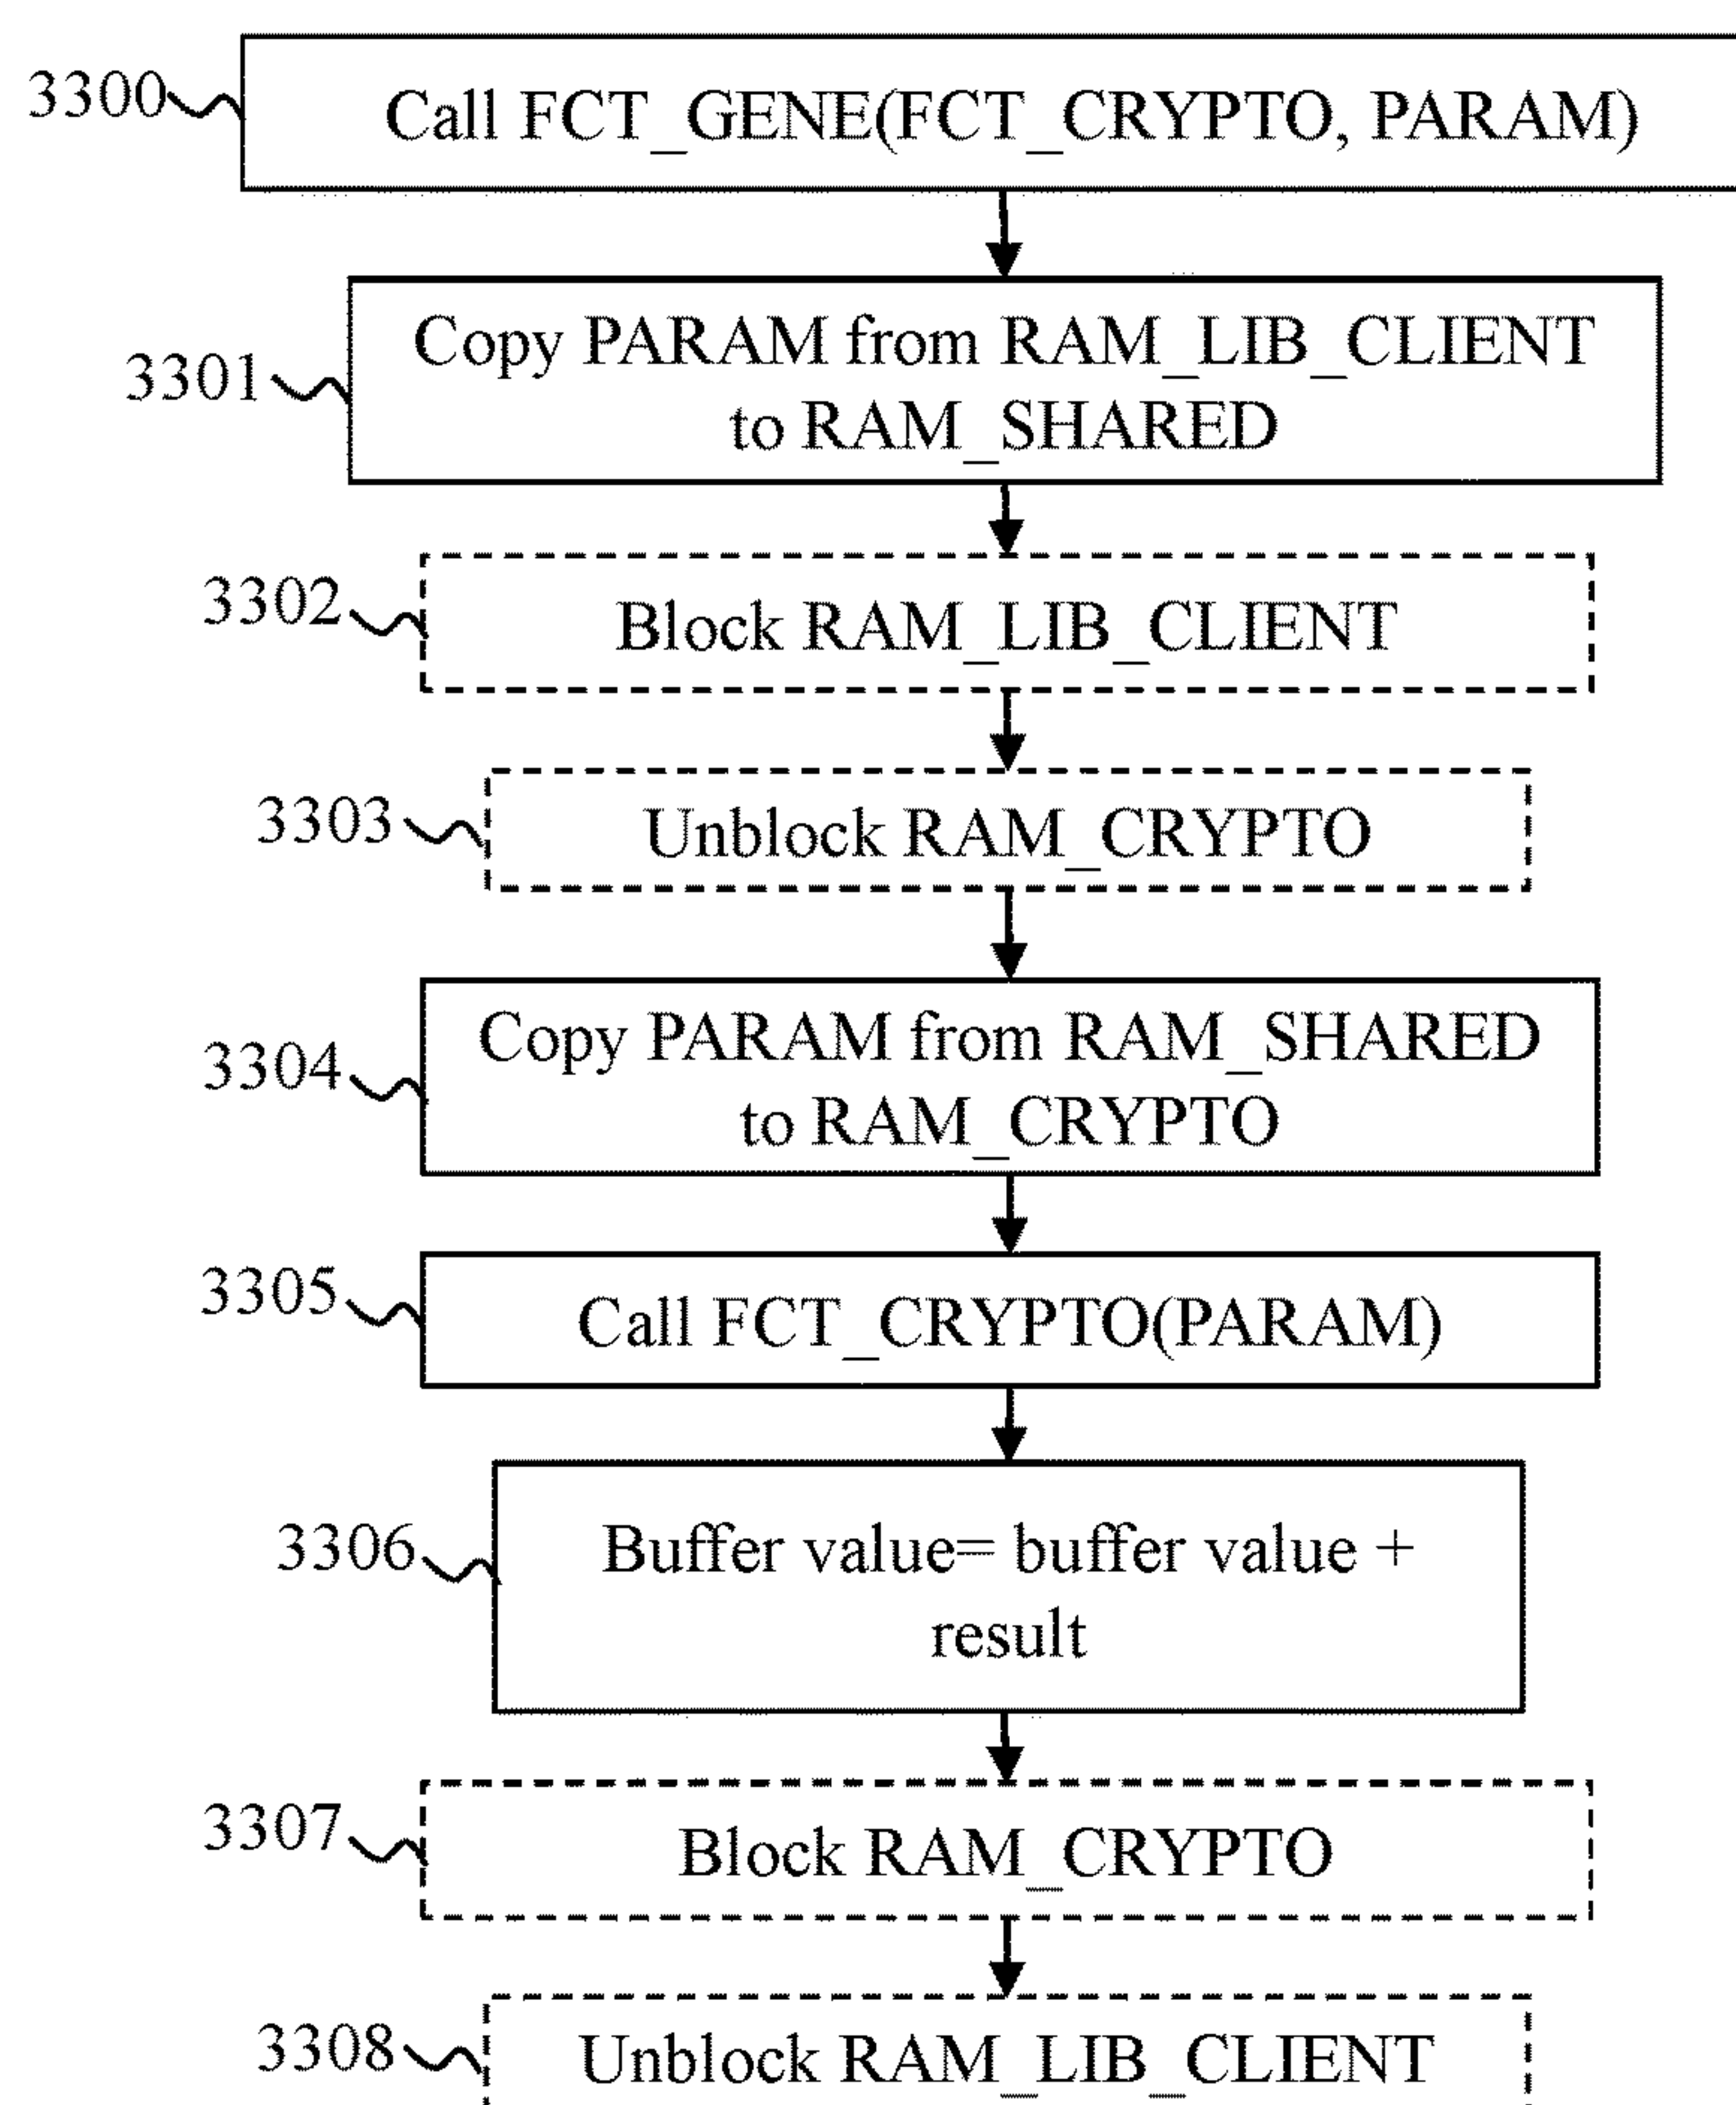 3300
Call FCT_GENE(FCT_CRYPTO, PARAM)
3301
Copy PARAM from RAM_LIB_CLIENT
to RAM_SHARED
3302
Block RAM_LIB_CLIENT
3303
Unblock RAM_CRYPTO
3304
Copy PARAM from RAM_SHARED
to RAM_CRYPTO
3305
Call FCT_CRYPTO(PARAM)
3306
Buffer value= buffer value +
result
3307
Block RAM_CRYPTO
3308
Unblock RAM_LIB_CLIENT